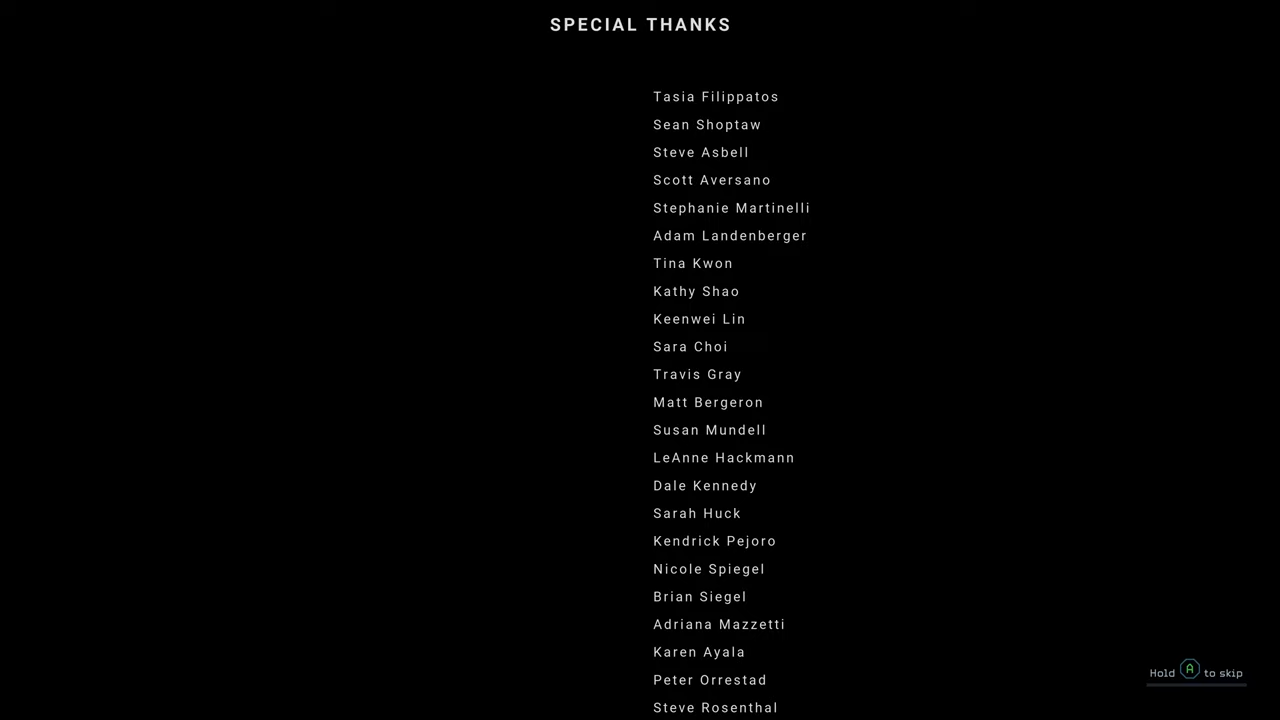 SPECIAL THANKS
Tasia Filippatos
Sean Shoptaw
Steve Asbell
Scott Aversano
Stephanie Martinelli
Adam Landenberger
Tina Kwon
Kathy Shao
Keenwei Lin
Sara Choi
Travis Gray
Matt Bergeron
Susan Mundell
LeAnne Hackmann
Dale Kennedy
Sarah Huck
Kendrick Pejoro
Nicole Spiegel
Brian Siegel
Adriana Mazzetti
Karen Ayala
Peter Orrestad
Steve Rosenthal
Hold A to skip